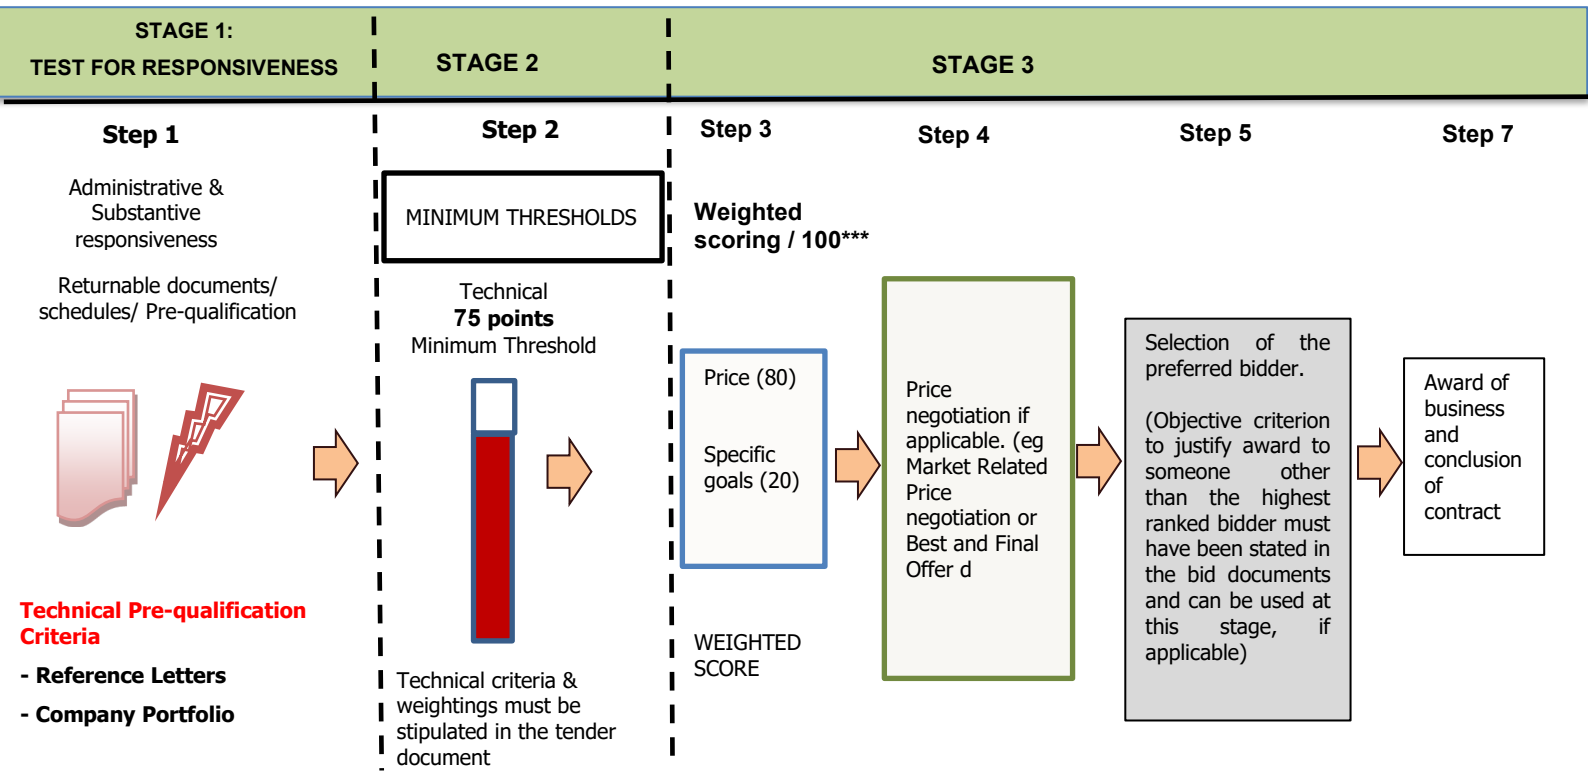 STAGE 1:
TEST FOR RESPONSIVENESS
STAGE 2
STAGE 3
Step 1
Administrative &
Substantive
responsiveness
Returnable documents/
schedules/ Pre-qualification
Technical Pre-qualification
Criteria
- Reference Letters
- Company Portfolio
Step 2
MINIMUM THRESHOLDS
Technical
75 points
Minimum Threshold
Technical criteria &
weightings must be
stipulated in the tender
document
Step 3
Weighted
scoring / 100***
Price (80)
Specific
goals (20)
WEIGHTED
SCORE
Step 4
Price
negotiation if
applicable. (eg
Market Related
Price
negotiation or
Best and Final
Offer d
Step 5
Selection of the
preferred bidder.
(Objective criterion
to justify award to
someone other
than the highest
ranked bidder must
have been stated in
the bid documents
and can be used at
this stage, if
applicable)
Step 7
Award of
business
and
conclusion
of
contract